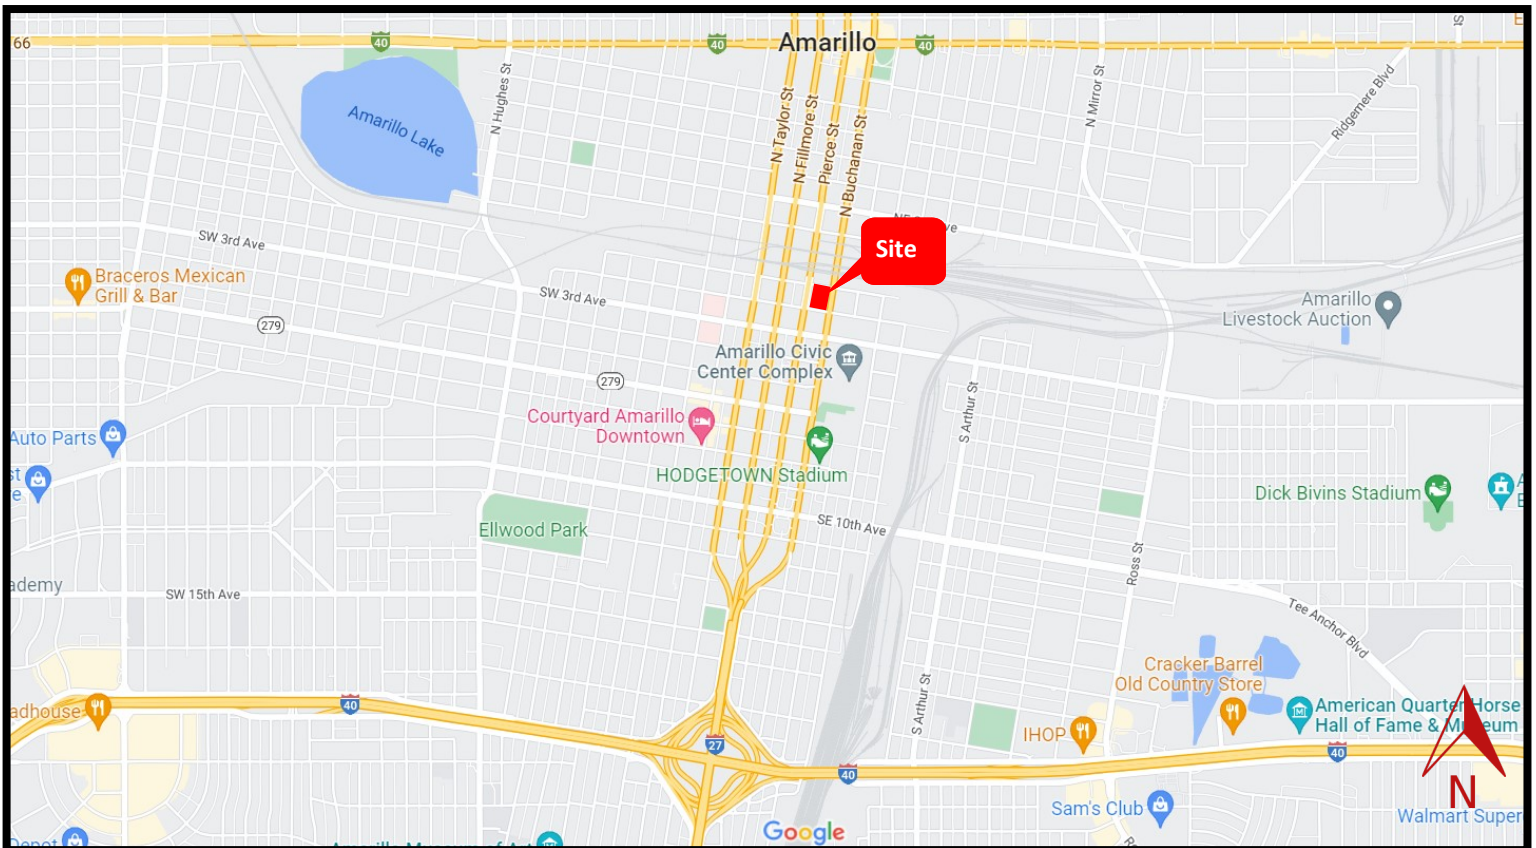 66
40
40
Amarillo
40
N Taylor St
N Fillmore St
Pierce St
N Buchanan St
N Hughes St
N Mirror St
Ridgemere Blvd
St
E
Amarillo Lake
Site
SW 3rd Ave
Braceros Mexican
Grill & Bar
279
SW 3rd Ave
Amarillo
Livestock Auction
Amarillo Civic
Center Complex
279
S Arthur St
Courtyard Amarillo
Downtown
Auto Parts
st
e
HODGETOWN Stadium
Dick Bivins Stadium
Ellwood Park
SE 10th Ave
Ross St
ademy
SW 15th Ave
Tee Anchor Blvd
Cracker Barrel
Old Country Store
S Arthur St
adhouse
40
27
40
IHOP
American Quarter Horse
Hall of Fame & Museum
40
N
Sam's Club
Walmart Super
Google